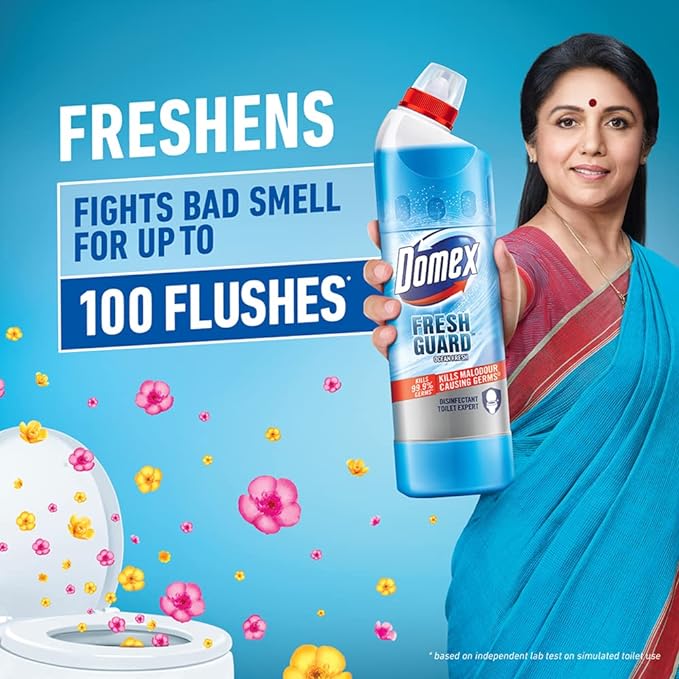 FRESHENS
FIGHTS BAD SMELL
FOR UP TO
100 FLUSHES*
Domex
FRESH
GUARD™
OCEAN FRESH
KILLS
99.9%
GERMS*
KILLS MALODOUR
CAUSING GERMS*
DISINFECTANT
TOILET EXPERT
* based on independent lab test on simulated toilet use